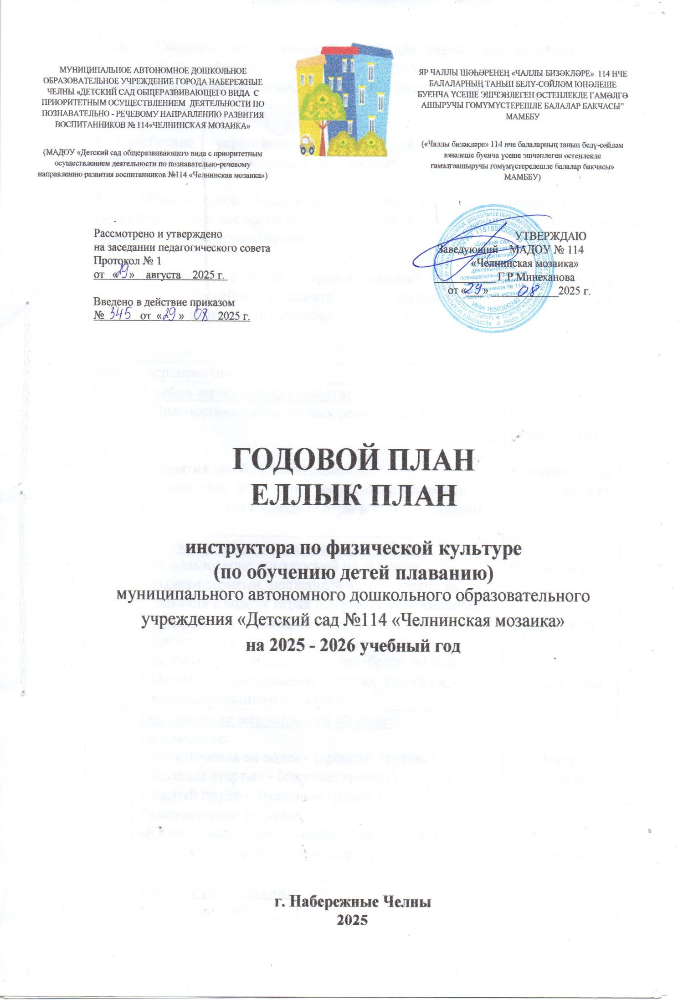 МУНИЦИПАЛЬНОЕ АВТОНОМНОЕ ДОШКОЛЬНОЕ
ОБРАЗОВАТЕЛЬНОЕ УЧРЕЖДЕНИЕ ГОРОДА НАБЕРЕЖНЫЕ
ЧЕЛНЫ «ДЕТСКИЙ САД ОБЩЕРАЗВИВАЮЩЕГО ВИДА С
ПРИОРИТЕТНЫМ ОСУЩЕСТВЛЕНИЕМ ДЕЯТЕЛЬНОСТИ ПО
ПОЗНАВАТЕЛЬНО - РЕЧЕВОМУ НАПРАВЛЕНИЮ РАЗВИТИЯ
ВОСПИТАННИКОВ № 114«ЧЕЛНИНСКАЯ МОЗАИКА»
(МАДОУ «Детский сад общеразвивающего вида с приоритетным
осуществлением деятельности по познавательно-речевому
направлению развития воспитанников №114 «Челнинская мозаика»)
ЯР ЧАЛЛЫ ШӘҺӘРЕНЕҢ «ЧАЛЛЫ БИЗӘКЛӘРЕ» 114 НЧЕ
БАЛАЛАРНЫҢ ТАНЫП БЕЛҮ-СӨЙЛӘМ ЮНӘЛЕШЕ
БУЕНЧА ҮСЕШЕ ЭШЧЭНЛЕГЕН ӨСТЕНЛЕКЛЕ ГАМӘЛГӘ
АШЫРУЧЫ ГОМҮМҮСТЕРЕШЛЕ БАЛАЛАР БАКЧАСЫ”
МАМББУ
(«Чаллы бизәкләре» 114 нче балаларның танып белү-сөйләм
юнәлеше буенча үсеше эшчәнлеген өстенлекле
гамәлгәашыручы гомүмүстерелешле балалар бакчасы»
МАМББУ)
Рассмотрено и утверждено
на заседании педагогического совета
Протокол № 1
от «29» августа 2025 г.
Введено в действие приказом
№ 345 от «29» 08 2025 г.
УТВЕРЖДАЮ
Заведующий МАДОУ № 114
«Челнинская мозаика»
Г.Р.Минеханова
от «29» 08 2025 г.
ИНН 1650306340
ГОДОВОЙ ПЛАН
ЕЛЛЫК ПЛАН
инструктора по физической культуре
(по обучению детей плаванию)
муниципального автономного дошкольного образовательного
учреждения «Детский сад №114 «Челнинская мозаика»
на 2025 - 2026 учебный год
г. Набережные Челны
2025